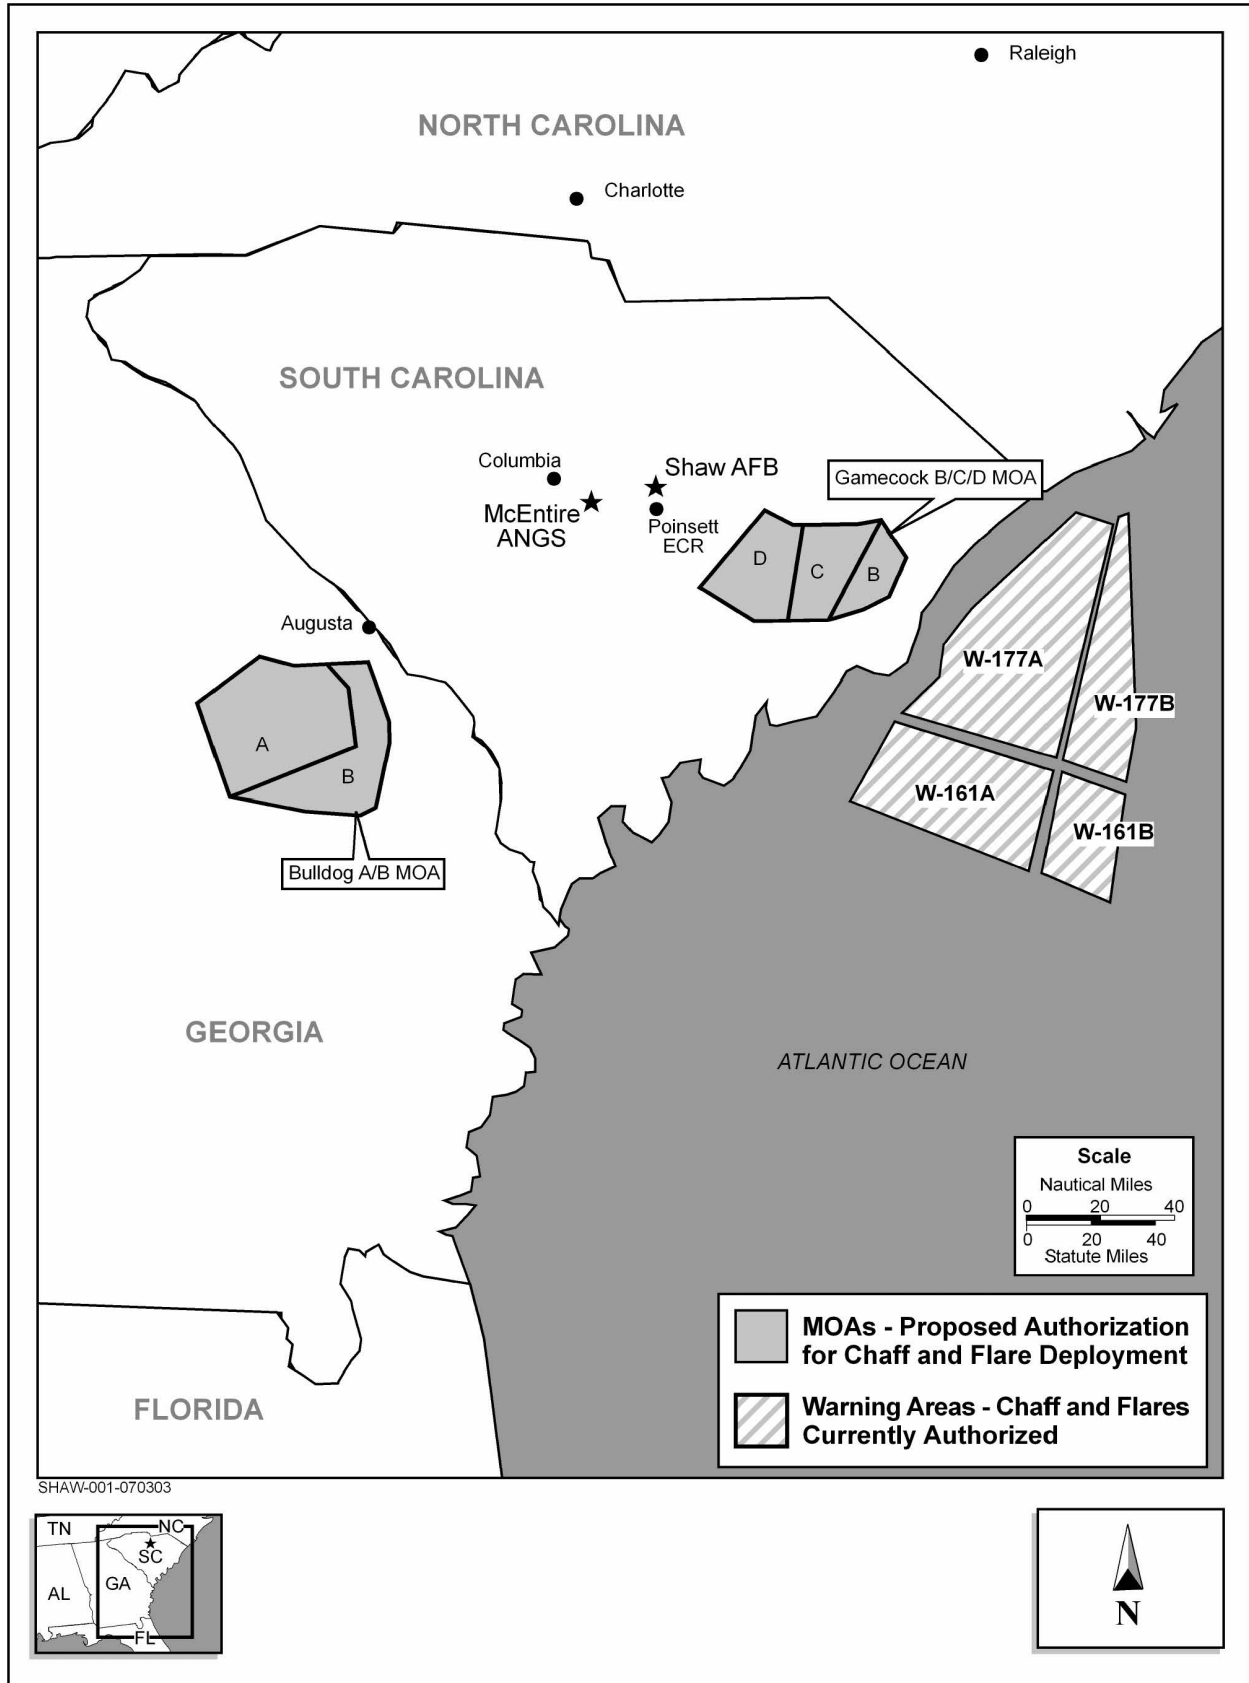 Raleigh
NORTH CAROLINA
Charlotte
SOUTH CAROLINA
Columbia
Shaw AFB
Gamecock B/C/D MOA
McEntire
ANGS
Poinsett
ECR
D
C
B
Augusta
W-177A
W-177B
A
B
W-161A
W-161B
Bulldog A/B MOA
GEORGIA
ATLANTIC OCEAN
Scale
Nautical Miles
0 20 40
0 20 40
Statute Miles
MOAs - Proposed Authorization
for Chaff and Flare Deployment
Warning Areas - Chaff and Flares
Currently Authorized
FLORIDA
SHAW-001-070303
TN NC
SC
AL GA
FL
N